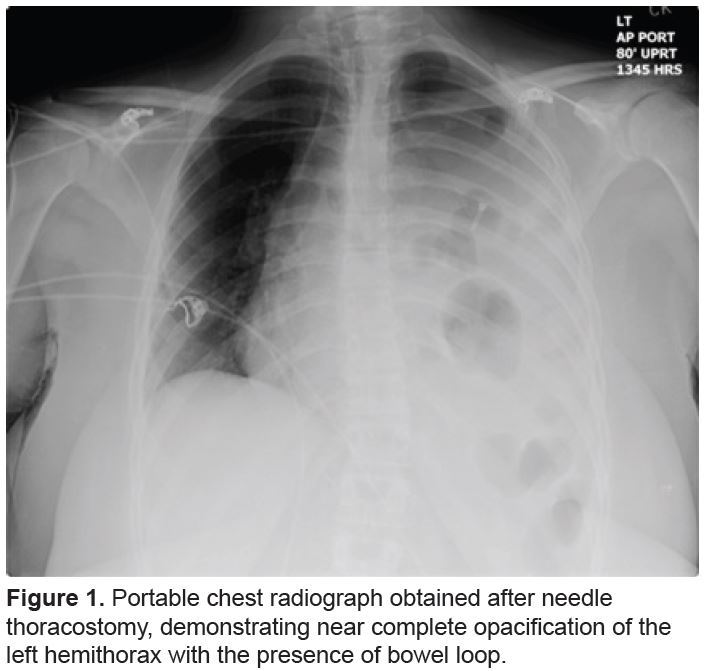 CK
LT
AP PORT
80' UPRT
1345 HRS
Figure 1. Portable chest radiograph obtained after needle
thoracostomy, demonstrating near complete opacification of the
left hemithorax with the presence of bowel loop.